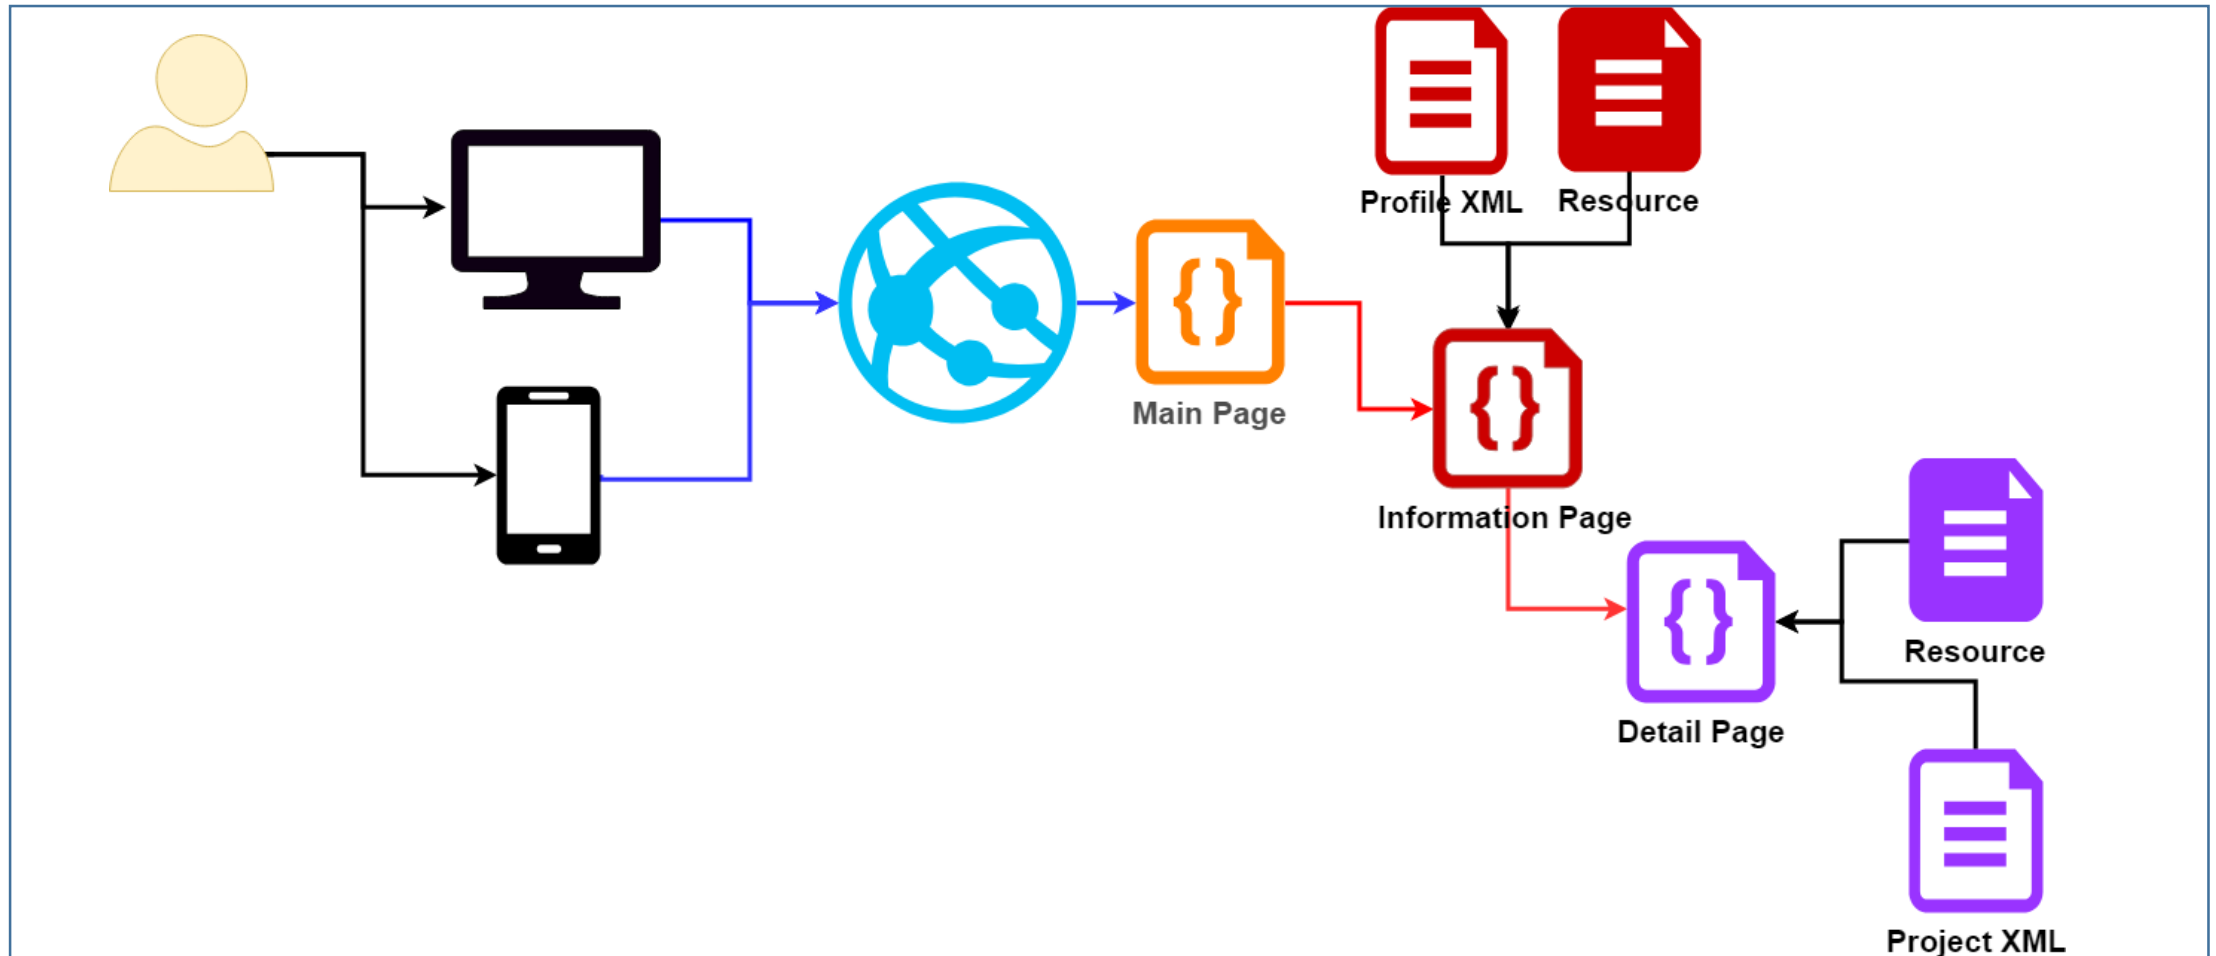 Profile XML
Resource
Main Page
Information Page
Resource
Detail Page
Project XML